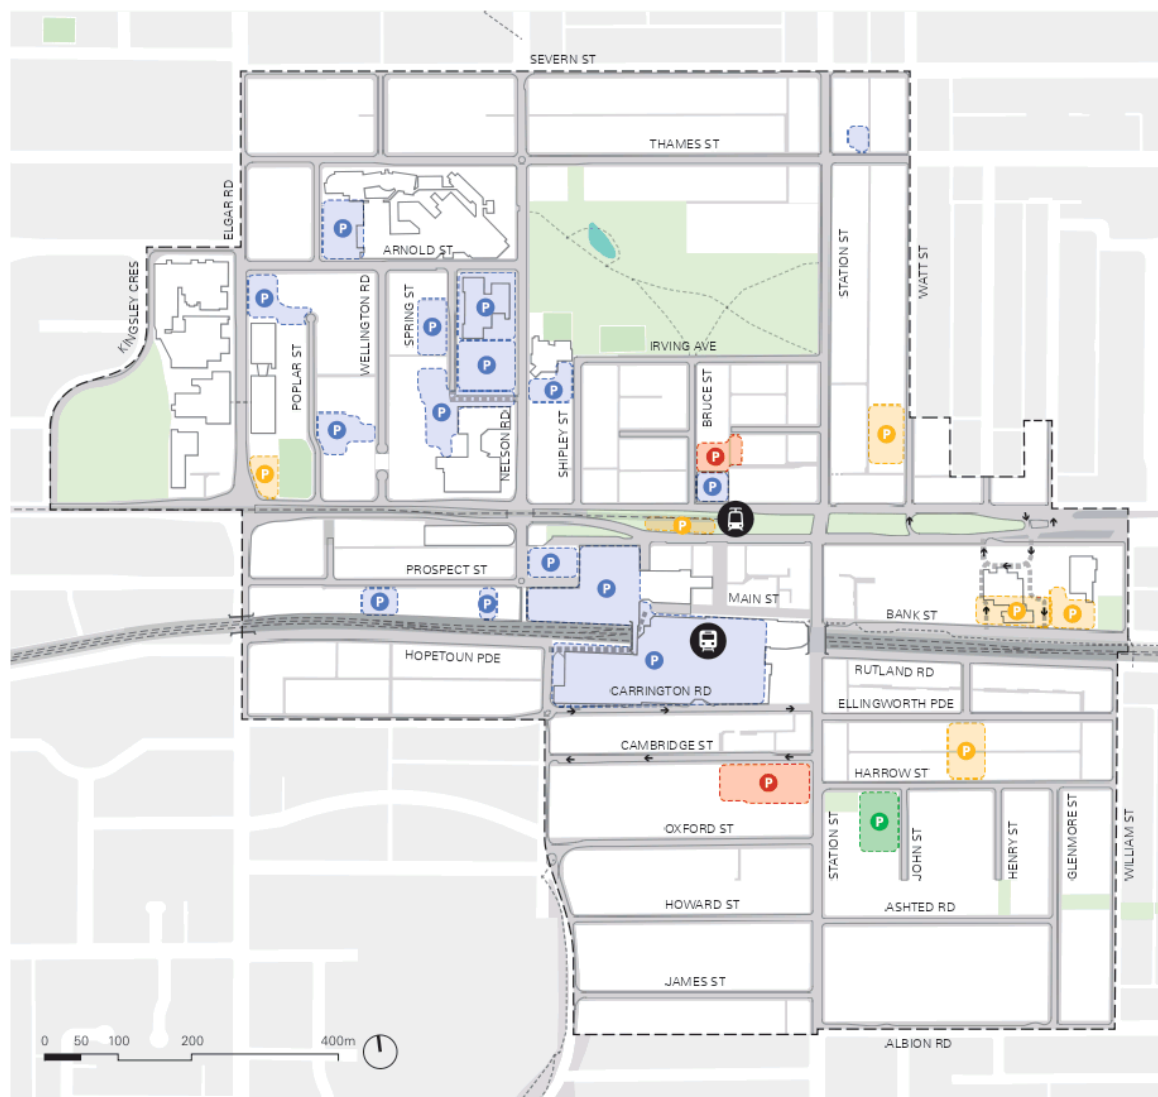 SEVERN ST
THAMES ST
P
ELGAR RD
P
ARNOLD ST
STATION ST
WATT ST
KINGSLEY CRES
P
WELLINGTON RD
SPRING ST
P
P
POPLAR ST
IRVING AVE
P
P
BRUCE ST
P
P
NELSON RD
SHIPLEY ST
P
P
P
P
P
P
PROSPECT ST
P
P
P
P
MAIN ST
BANK ST
P
P
HOPETOUN PDE
P
CARRINGTON RD
RUTLAND RD
ELLINGWORTH PDE
CAMBRIDGE ST
P
HARROW ST
P
OXFORD ST
STATION ST
P
JOHN ST
HENRY ST
GLENMORE ST
WILLIAM ST
HOWARD ST
ASHTED RD
JAMES ST
0 50 100 200 400m
ALBION RD